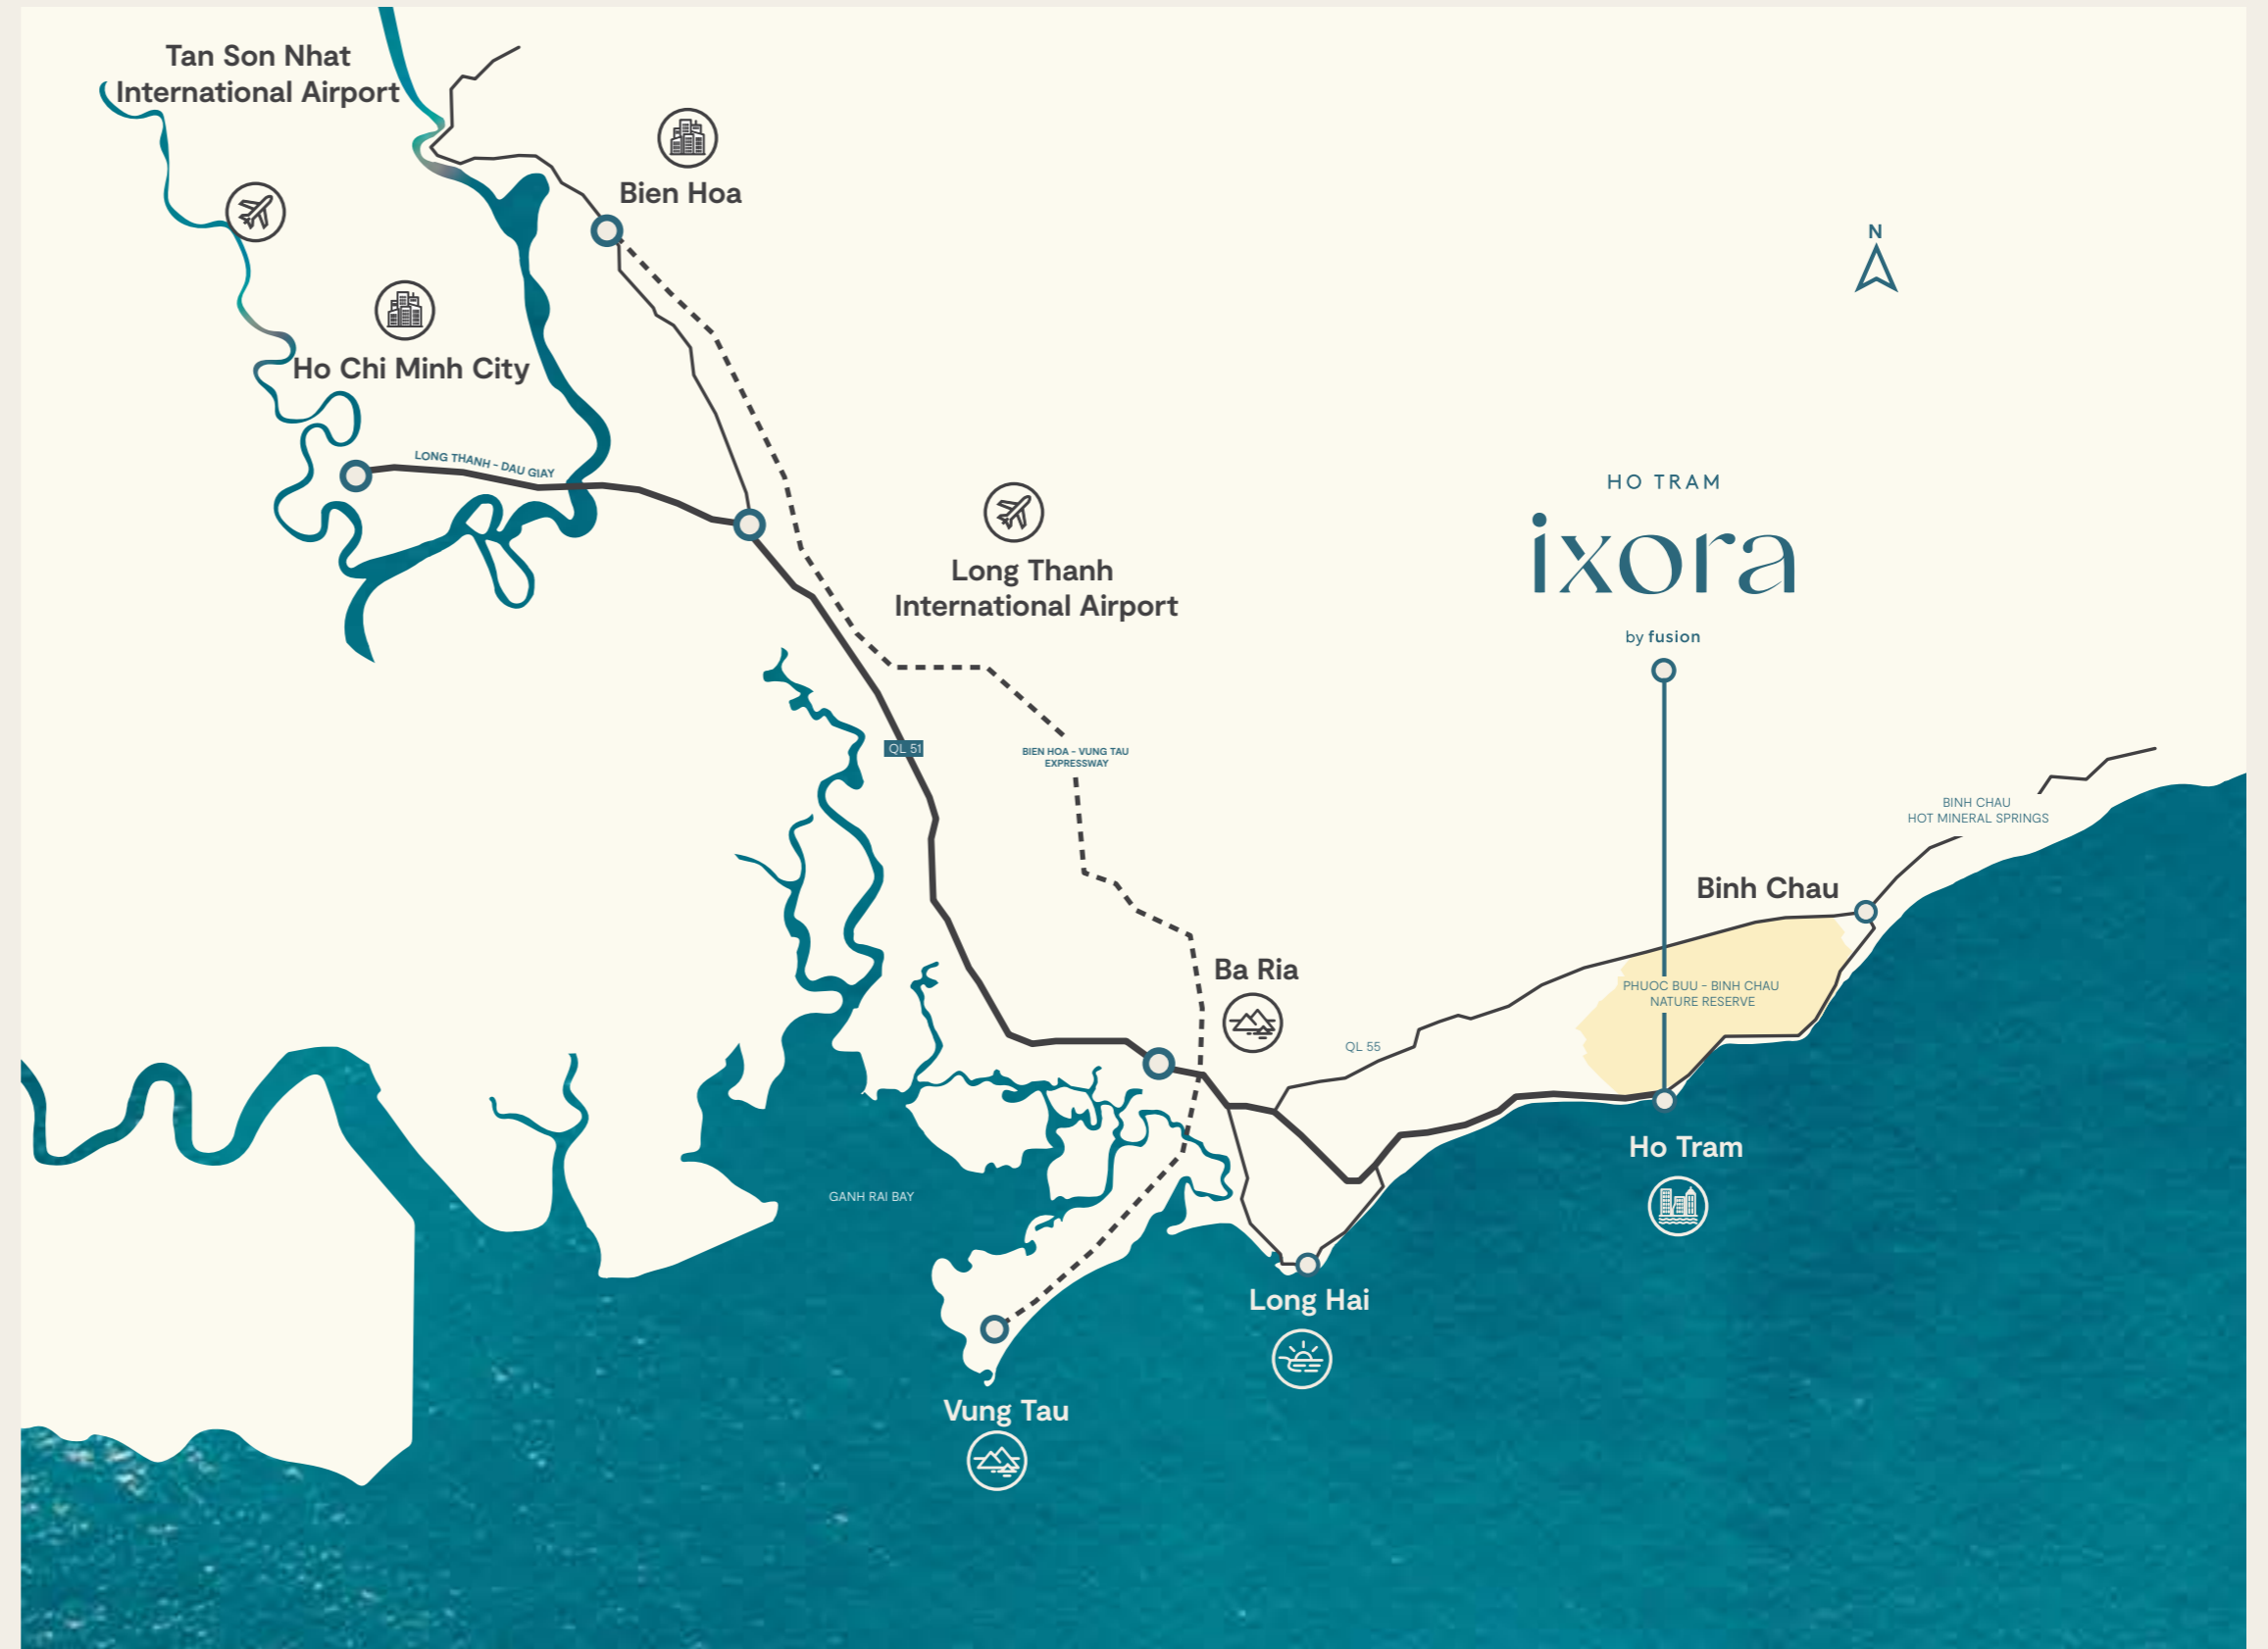 Tan Son Nhat
International Airport
Bien Hoa
N
Ho Chi Minh City
LONG THANH - DAU GIAY
HO TRAM
ixora
by fusion
Long Thanh
International Airport
QL 51
BIEN HOA - VUNG TAU
EXPRESSWAY
BINH CHAU
HOT MINERAL SPRINGS
Binh Chau
Ba Ria
PHUOC BUU - BINH CHAU
NATURE RESERVE
QL 55
Ho Tram
GANH RAI BAY
Long Hai
Vung Tau